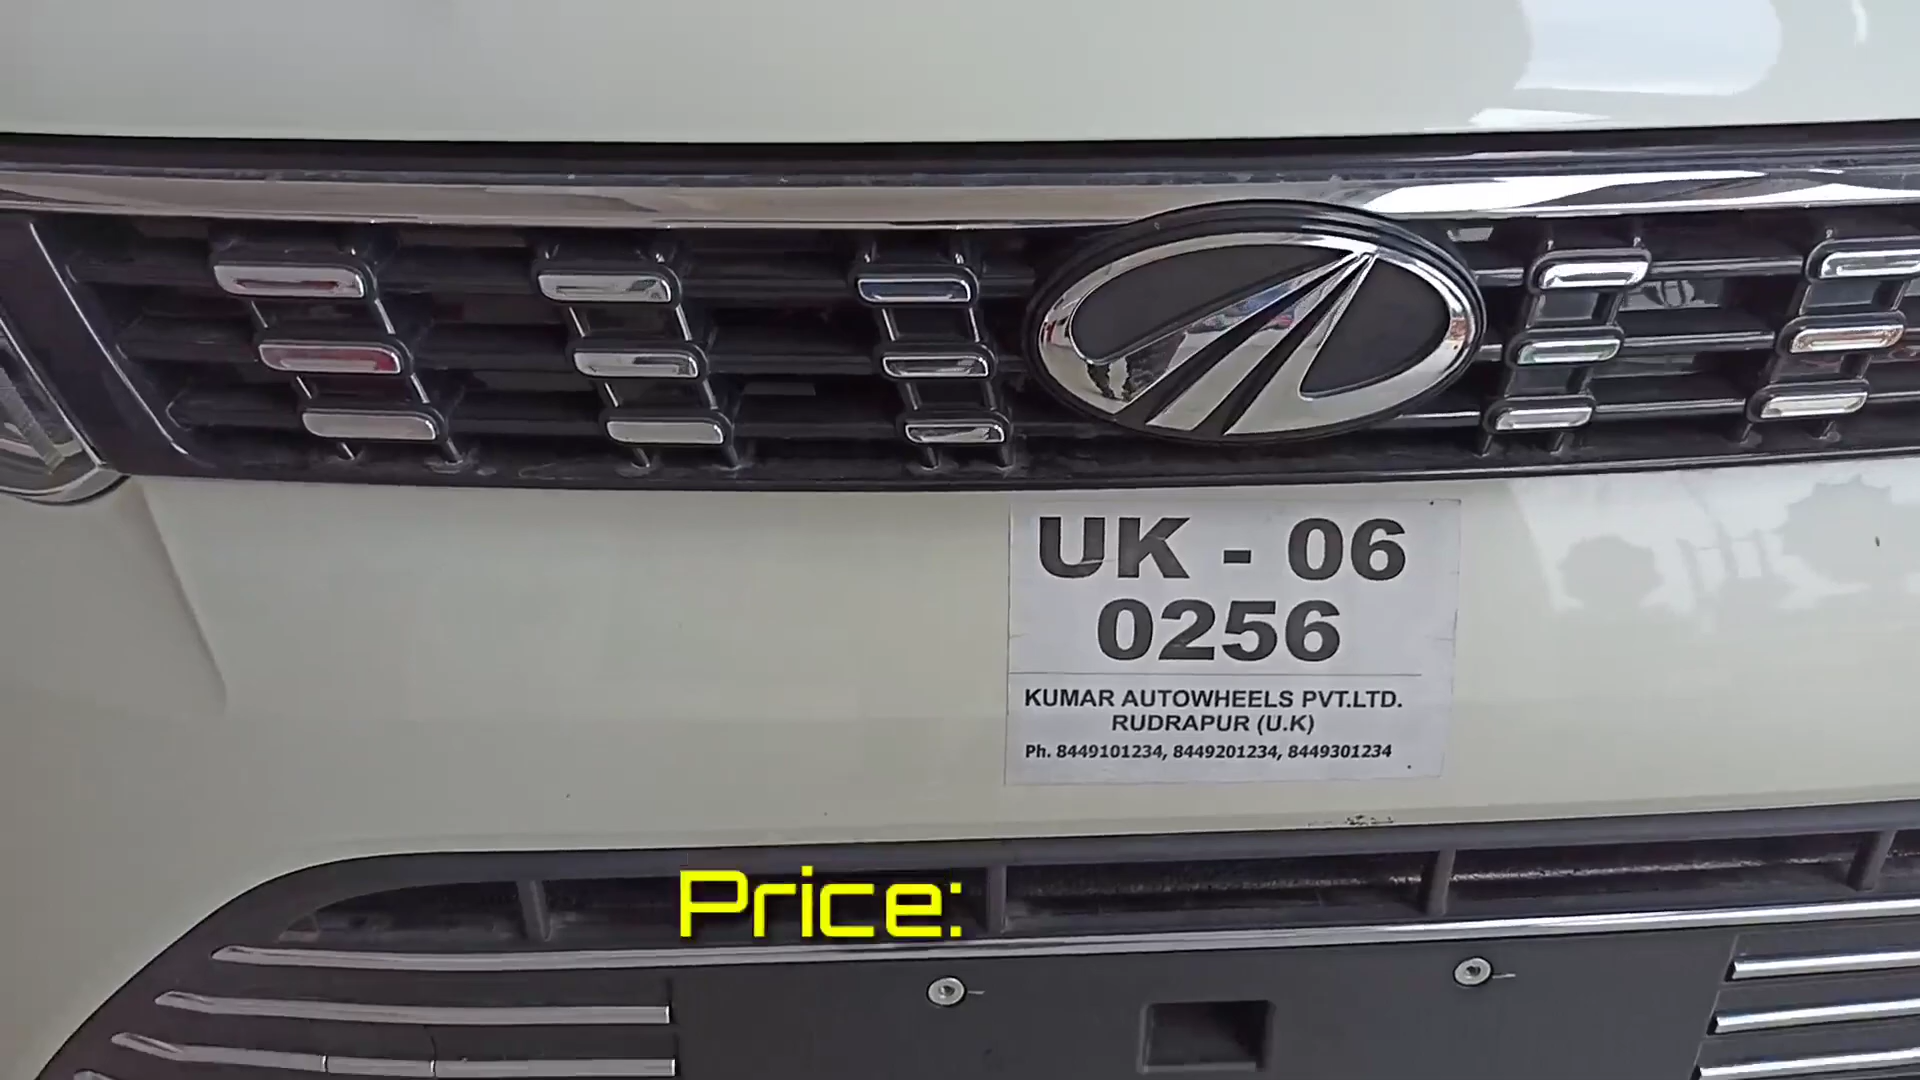 UK - 06
0256
KUMAR AUTOWHEELS PVT.LTD.
RUDRAPUR (U.K)
Ph. 8449101234, 8449201234, 8449301234
Price: